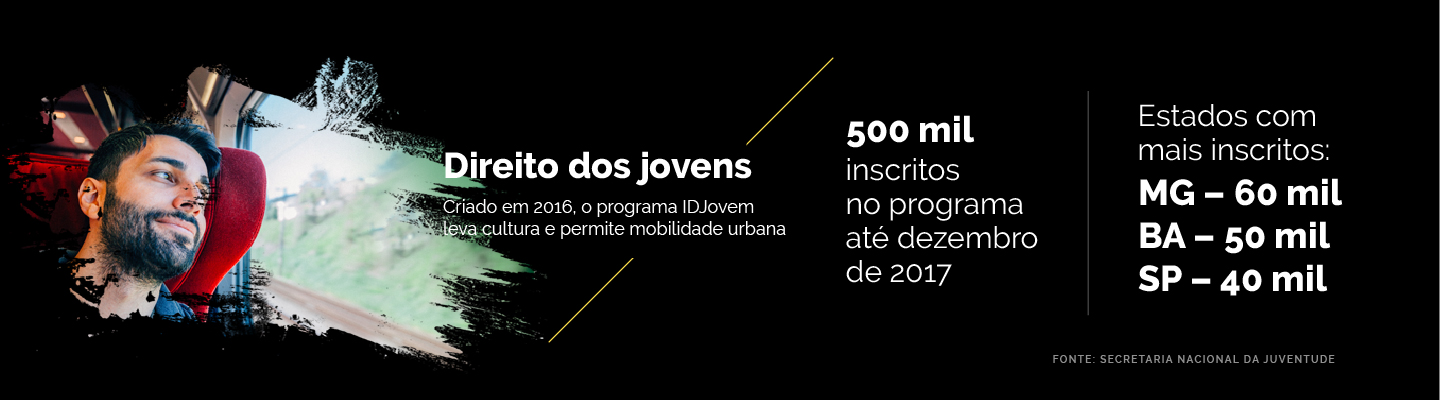 Direito dos jovens
Criado em 2016, o programa IDJovem
leva cultura e permite mobilidade urbana
500 mil
inscritos
no programa
até dezembro
de 2017
Estados com
mais inscritos:
MG – 60 mil
BA – 50 mil
SP – 40 mil
FONTE: SECRETARIA NACIONAL DA JUVENTUDE